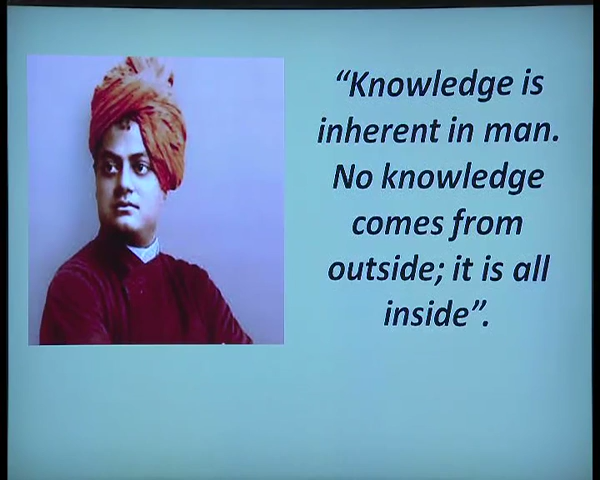 “Knowledge is
inherent in man.
No knowledge
comes from
outside; it is all
inside”.